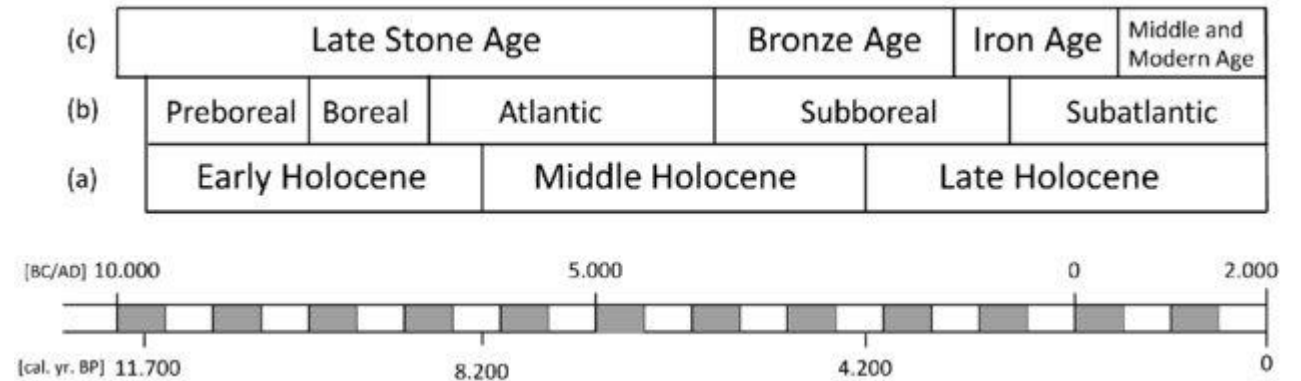 (c) Late Stone Age Bronze Age Iron Age Middle and
Modern Age
(b) Preboreal Boreal Atlantic Subboreal Subatlantic
(a) Early Holocene Middle Holocene Late Holocene
[BC/AD] 10.000 5.000 0 2.000
[cal. yr. BP] 11.700 8.200 4.200 0